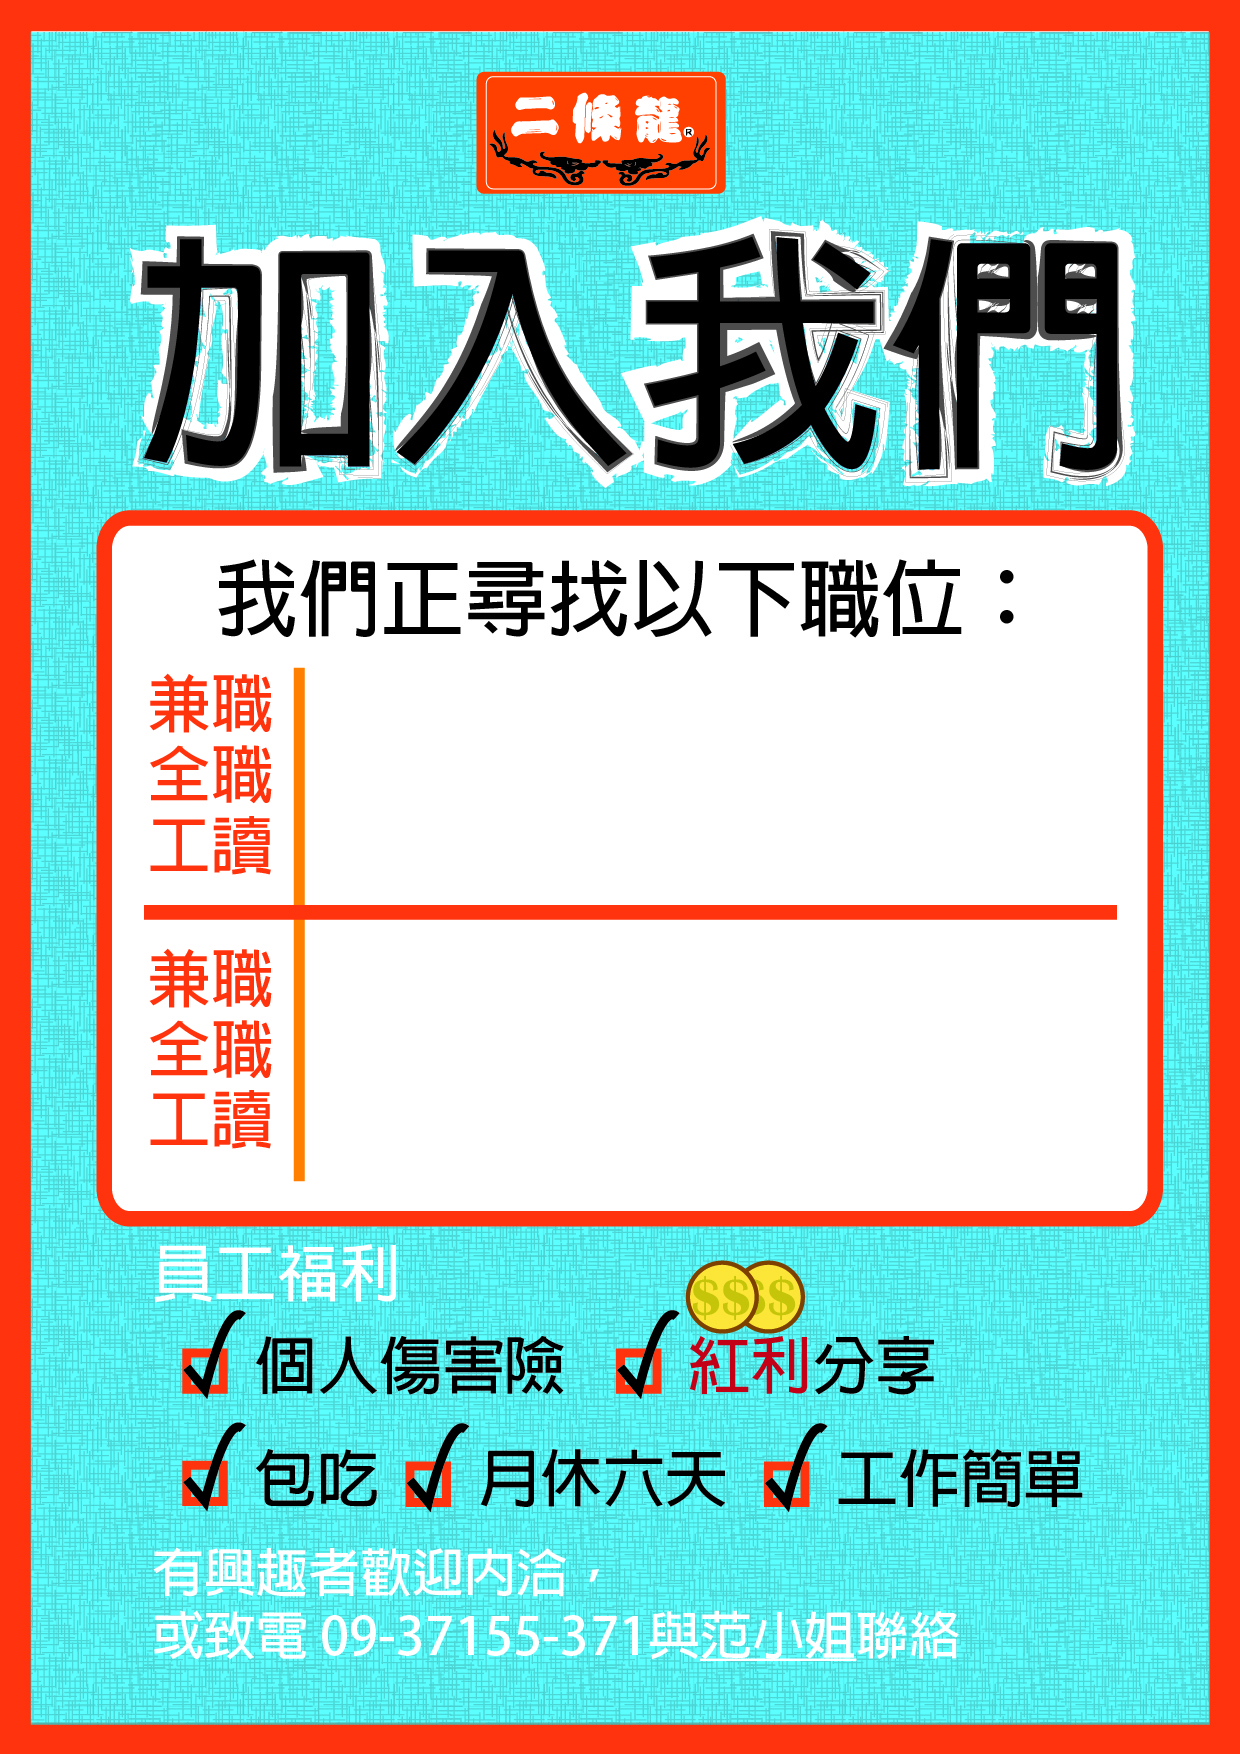 二條龍®
加入我們
我們正尋找以下職位：
兼職
全職
工讀
兼職
全職
工讀
員工福利
$$$$
個人傷害險 紅利分享
包吃 月休六天 工作簡單
有興趣者歡迎內洽，
或致電 09-37155-371與范小姐聯絡